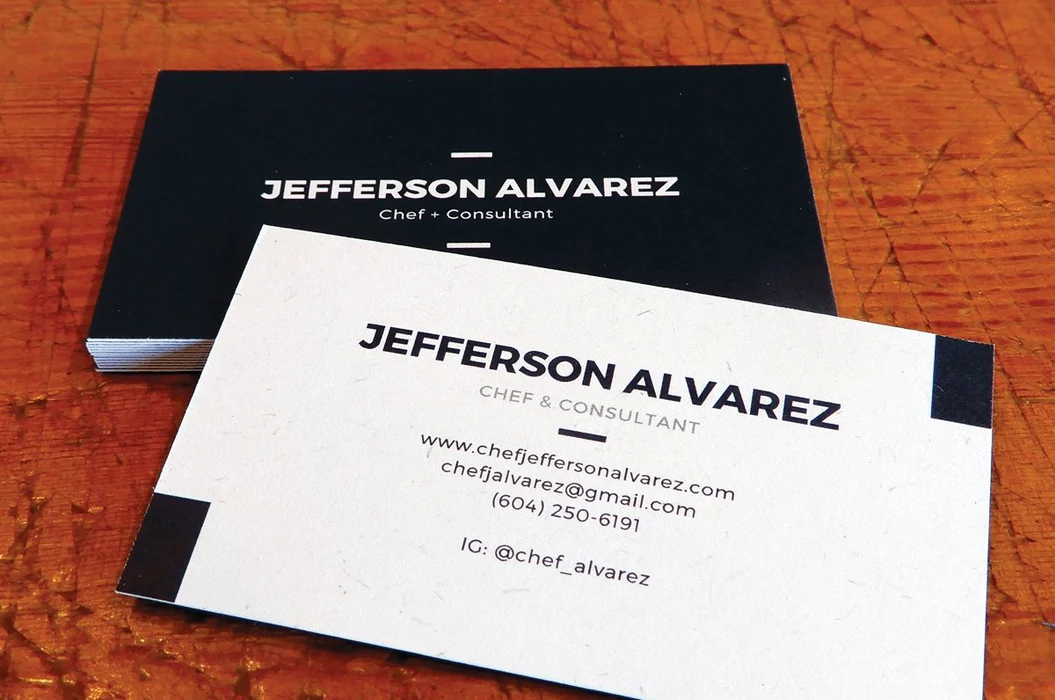 JEFFERSON ALVAREZ
Chef + Consultant
JEFFERSON ALVAREZ
CHEF & CONSULTANT
www.chefjeffersonalvarez.com
chefjalvarez@gmail.com
(604) 250-6191
IG: @chef_alvarez